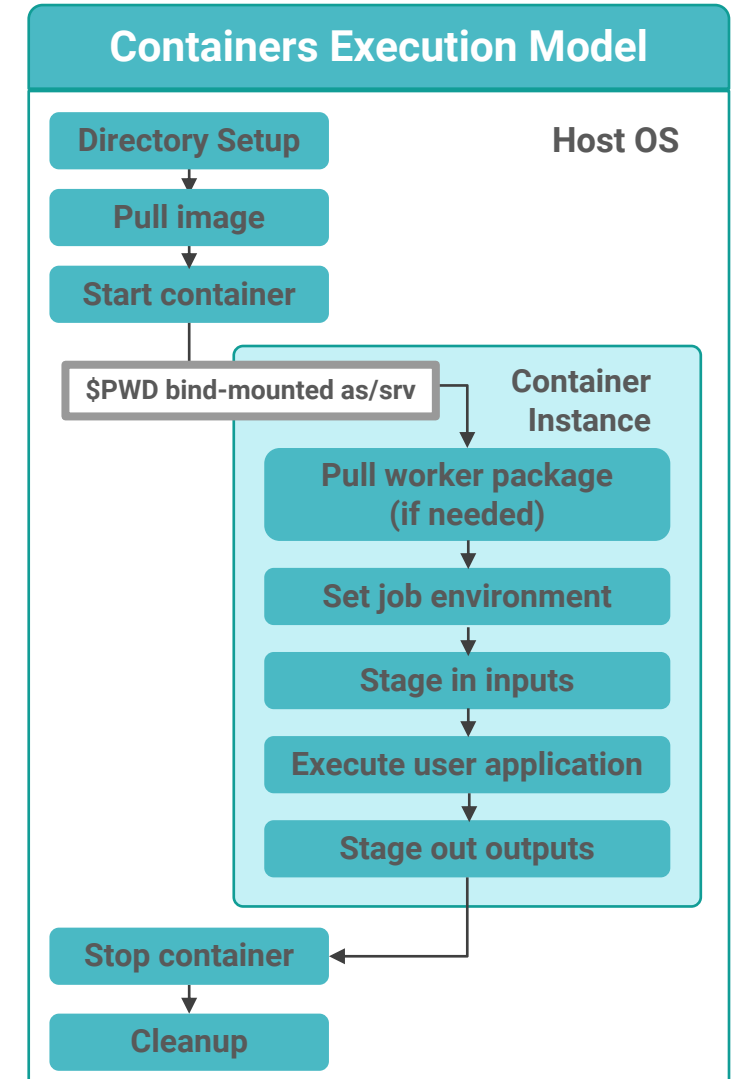 Containers Execution Model
Directory Setup
Host OS
Pull image
Start container
$PWD bind-mounted as/srv
Container
Instance
Pull worker package
(if needed)
Set job environment
Stage in inputs
Execute user application
Stage out outputs
Stop container
Cleanup